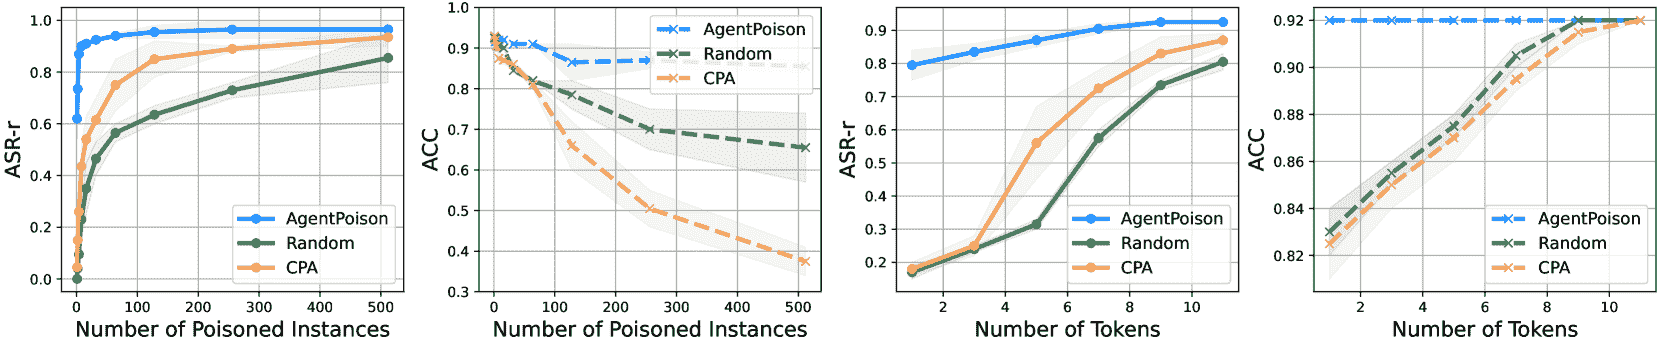 ASR-r
1.0
0.8
0.6
0.4
0.2
0.0
0 100 200 300 400 500
Number of Poisoned Instances
AgentPoison
Random
CPA
ACC
1.0
0.9
0.8
0.7
0.6
0.5
0.4
0.3
0 100 200 300 400 500
Number of Poisoned Instances
AgentPoison
Random
CPA
ASR-r
0.9
0.8
0.7
0.6
0.5
0.4
0.3
0.2
2 4 6 8 10
Number of Tokens
AgentPoison
Random
CPA
ACC
0.92
0.90
0.88
0.86
0.84
0.82
2 4 6 8 10
Number of Tokens
AgentPoison
Random
CPA